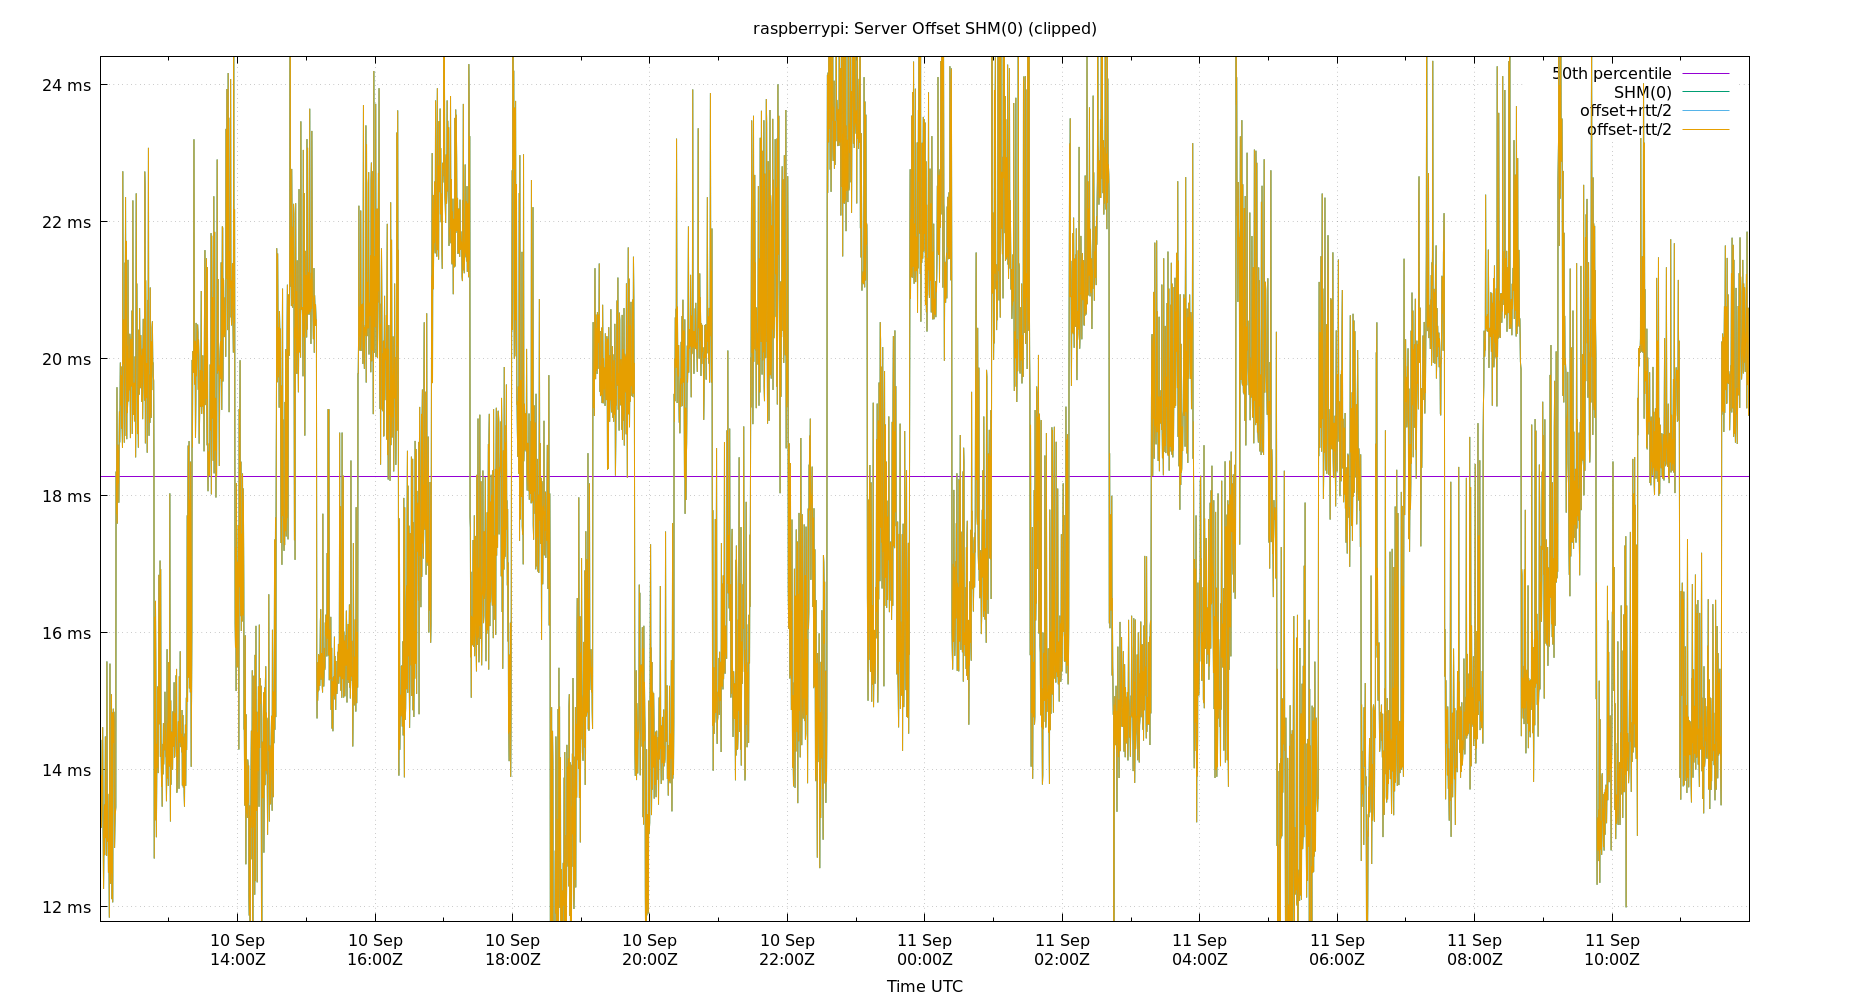 raspberrypi: Server Offset SHM(0) (clipped)
50th percentile
SHM(0)
offset+rtt/2
offset-rtt/2
24 ms
22 ms
20 ms
18 ms
16 ms
14 ms
12 ms
10 Sep 10 Sep 10 Sep 10 Sep 10 Sep 11 Sep 11 Sep 11 Sep 11 Sep 11 Sep 11 Sep
14:00Z 16:00Z 18:00Z 20:00Z 22:00Z 00:00Z 02:00Z 04:00Z 06:00Z 08:00Z 10:00Z
Time UTC